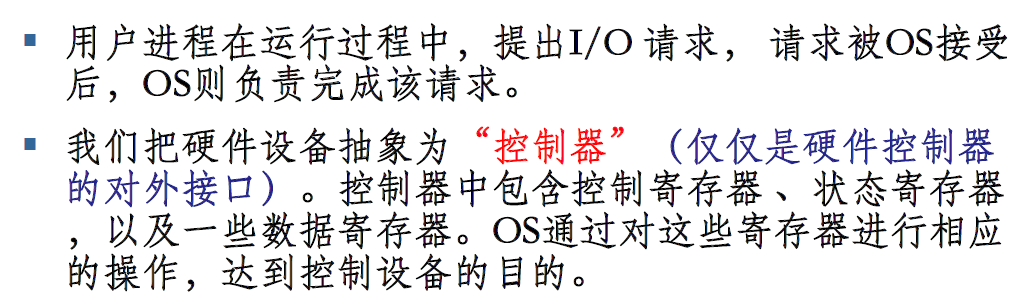 ▪ 用户进程在运行过程中，提出I/O 请求， 请求被OS接受
后，OS则负责完成该请求。
▪ 我们把硬件设备抽象为“控制器”（仅仅是硬件控制器
的对外接口）。控制器中包含控制寄存器、状态寄存器
，以及一些数据寄存器。OS通过对这些寄存器进行相应
的操作，达到控制设备的目的。